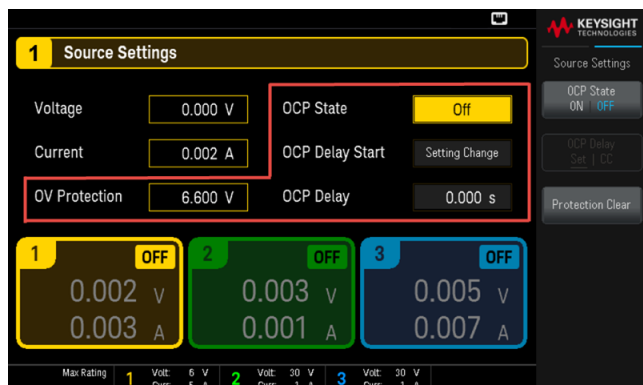 KEYSIGHT
TECHNOLOGIES
1 Source Settings
Source Settings
Voltage 0.000 V OCP State Off
OCP State
ON | OFF
Current 0.002 A OCP Delay Start Setting Change
OCP Delay
Set | CC
OV Protection 6.600 V OCP Delay 0.000 s
Protection Clear
1 OFF 2 OFF 3 OFF
0.002 V 0.003 V 0.005 V
0.003 A 0.001 A 0.007 A
Max Rating 1 Volt: 6 V 2 Volt: 30 V 3 Volt: 30 V